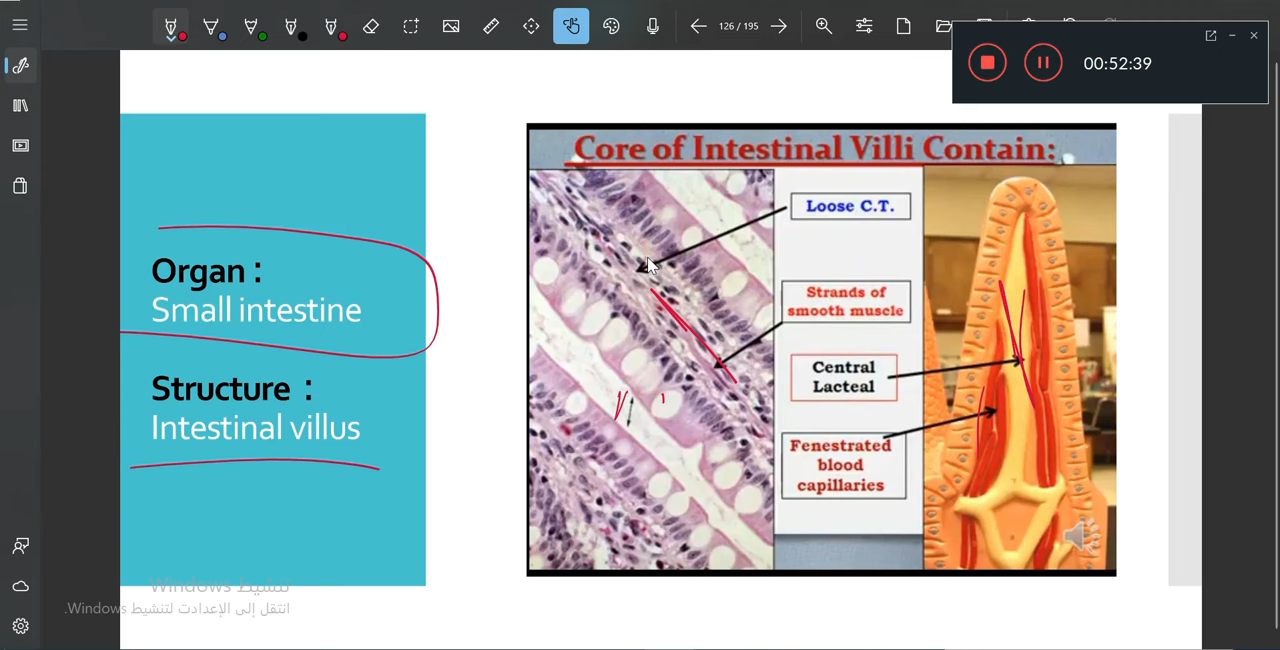 126 / 195
00:52:39
Core of Intestinal Villi Contain:
Organ :
Small intestine
Structure :
Intestinal villus
Loose C.T.
Strands of
smooth muscle
Central
Lacteal
Fenestrated
blood
capillaries
تنشيط Windows
انتقل إلى الإعدادت لتنشيط Windows.